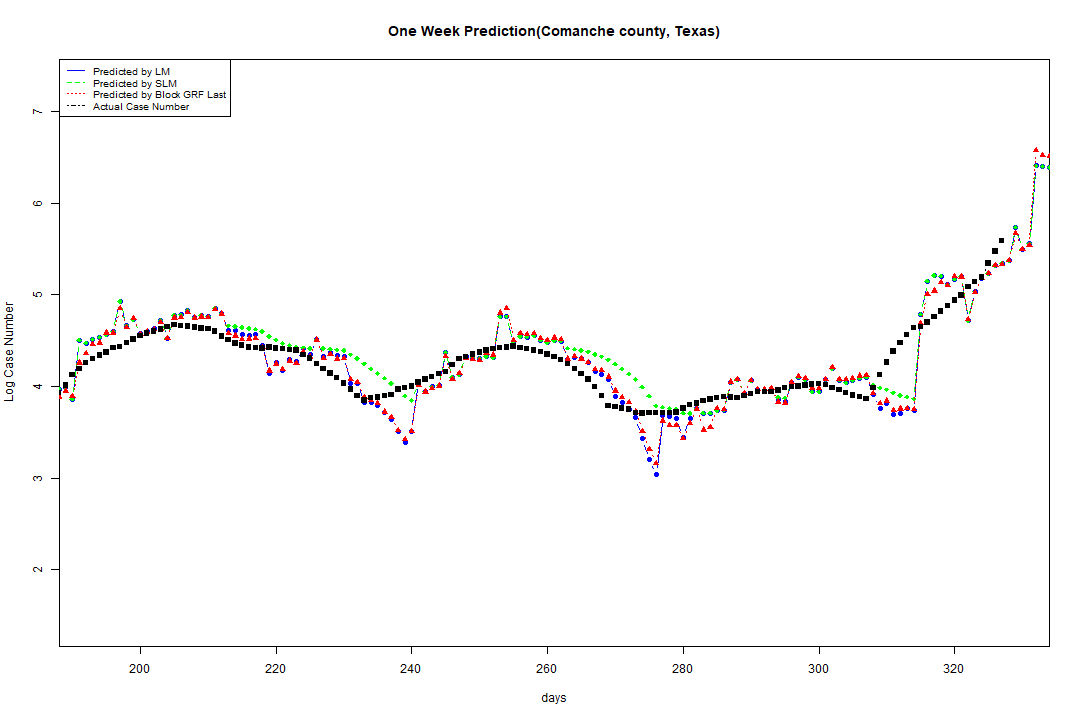 One Week Prediction(Comanche county, Texas)
Predicted by LM
Predicted by SLM
Predicted by Block GRF Last
Actual Case Number
7
6
5
4
3
2
Log Case Number
200 220 240 260 280 300 320
days